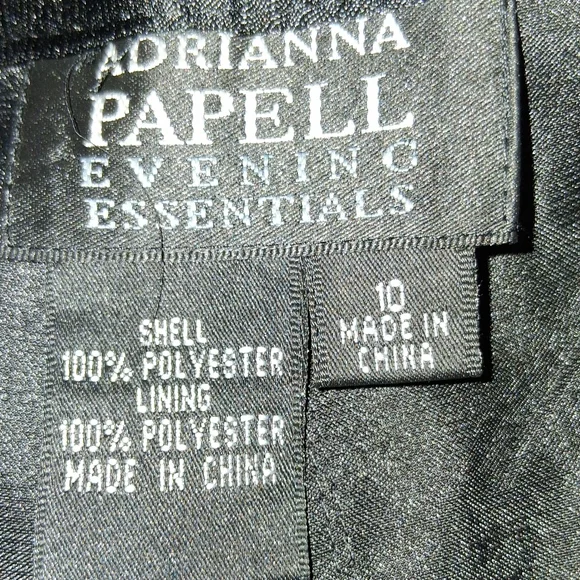 ADRIANNA
PAPELL
EVENING
ESSENTIALS
10
MADE IN
CHINA
SHELL
100% POLYESTER
LINING
100% POLYESTER
MADE IN CHINA